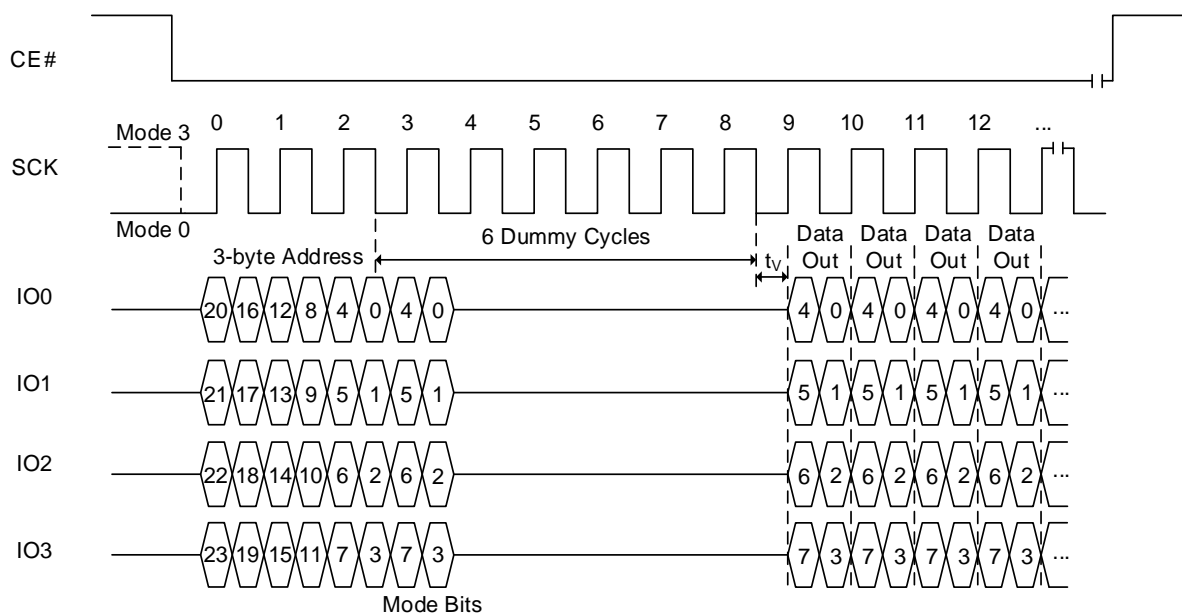 CE#
Mode 3 0 1 2 3 4 5 6 7 8 9 10 11 12 ...
SCK
Mode 0
6 Dummy Cycles
Data Out Data Out Data Out Data Out
3-byte Address
tV
IO0 20 16 12 8 4 0 4 0 4 0 4 0 4 0 4 0 ...
IO1 21 17 13 9 5 1 5 1 5 1 5 1 5 1 5 1 ...
IO2 22 18 14 10 6 2 6 2 6 2 6 2 6 2 6 2 ...
IO3 23 19 15 11 7 3 7 3 7 3 7 3 7 3 7 3 ...
Mode Bits